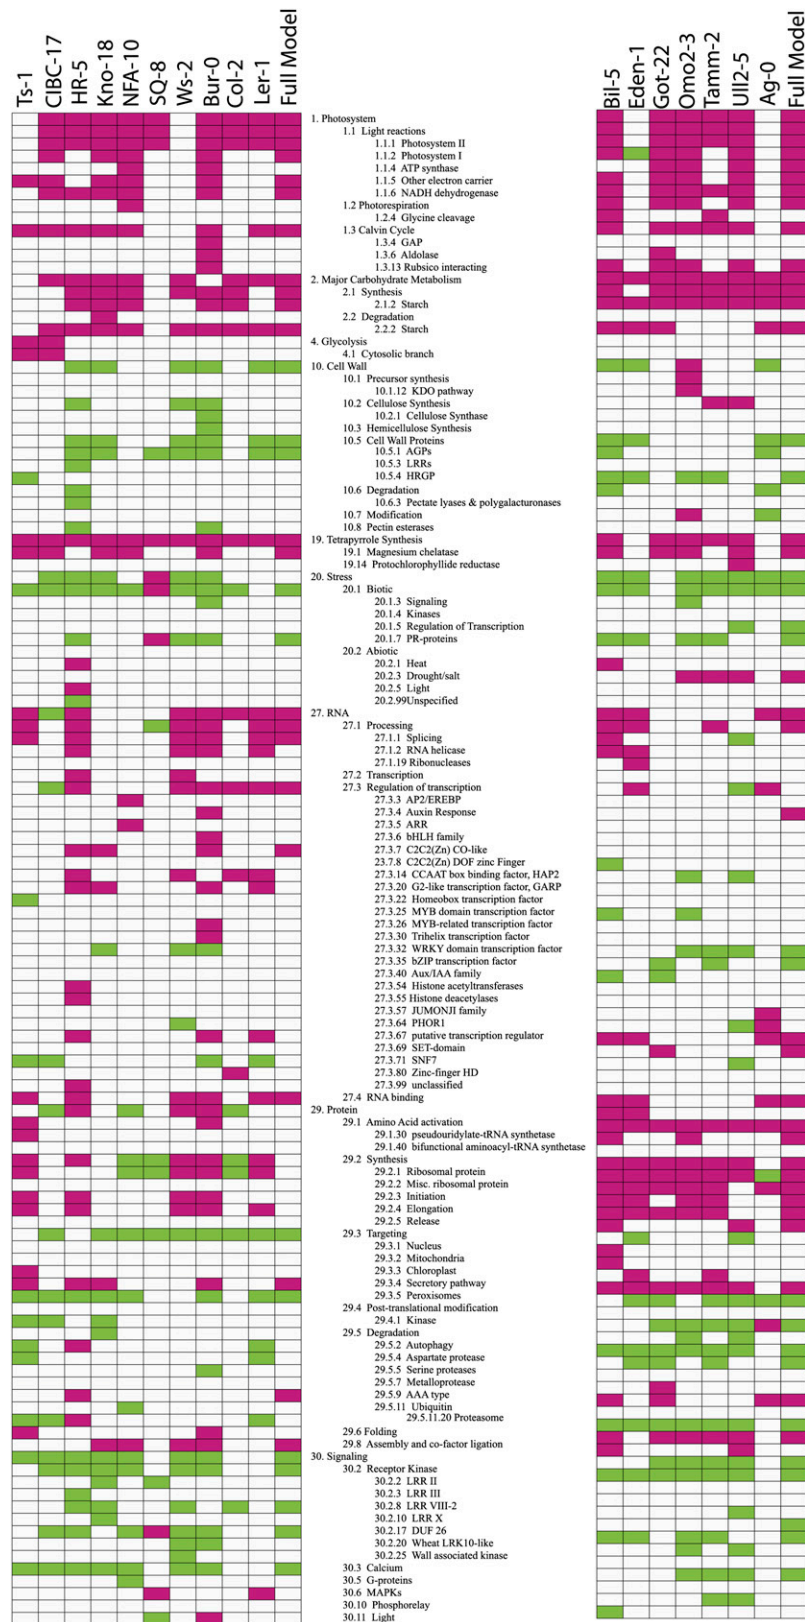 Ts-1
CIBC-17
HR-5
Kno-18
NFA-10
SQ-8
Ws-2
Bur-0
Col-2
Ler-1
Full Model
Bil-5
Eden-1
Got-22
Omo2-3
Tamm-2
Ull2-5
Ag-0
Full Model
1. Photosystem
1.1 Light reactions
1.1.1 Photosystem II
1.1.2 Photosystem I
1.1.4 ATP synthase
1.1.5 Other electron carrier
1.1.6 NADH dehydrogenase
1.2 Photorespiration
1.2.4 Glycine cleavage
1.3 Calvin Cycle
1.3.4 GAP
1.3.6 Aldolase
1.3.13 Rubsico interacting
2. Major Carbohydrate Metabolism
2.1 Synthesis
2.1.2 Starch
2.2 Degradation
2.2.2 Starch
4. Glycolysis
4.1 Cytosolic branch
10. Cell Wall
10.1 Precursor synthesis
10.1.12 KDO pathway
10.2 Cellulose Synthesis
10.2.1 Cellulose Synthase
10.3 Hemicellulose Synthesis
10.5 Cell Wall Proteins
10.5.1 AGPs
10.5.3 LRRs
10.5.4 HRGP
10.6 Degradation
10.6.3 Pectate lyases & polygalacturonases
10.7 Modification
10.8 Pectin esterases
19. Tetrapyrrole Synthesis
19.1 Magnesium chelatase
19.14 Protochlorophyllide reductase
20. Stress
20.1 Biotic
20.1.3 Signaling
20.1.4 Kinases
20.1.5 Regulation of Transcription
20.1.7 PR-proteins
20.2 Abiotic
20.2.1 Heat
20.2.3 Drought/salt
20.2.5 Light
20.2.99Unspecified
27. RNA
27.1 Processing
27.1.1 Splicing
27.1.2 RNA helicase
27.1.19 Ribonucleases
27.2 Transcription
27.3 Regulation of transcription
27.3.3 AP2/EREBP
27.3.4 Auxin Response
27.3.5 ARR
27.3.6 bHLH family
27.3.7 C2C2(Zn) CO-like
23.7.8 C2C2(Zn) DOF zinc Finger
27.3.14 CCAAT box binding factor, HAP2
27.3.20 G2-like transcription factor, GARP
27.3.22 Homeobox transcription factor
27.3.25 MYB domain transcription factor
27.3.26 MYB-related transcription factor
27.3.30 Trihelix transcription factor
27.3.32 WRKY domain transcription factor
27.3.35 bZIP transcription factor
27.3.40 Aux/IAA family
27.3.54 Histone acetyltransferases
27.3.55 Histone deacetylases
27.3.57 JUMONJI family
27.3.64 PHOR1
27.3.67 putative transcription regulator
27.3.69 SET-domain
27.3.71 SNF7
27.3.80 Zinc-finger HD
27.3.99 unclassified
27.4 RNA binding
29. Protein
29.1 Amino Acid activation
29.1.30 pseudouridylate-tRNA synthetase
29.1.40 bifunctional aminoacyl-tRNA synthetase
29.2 Synthesis
29.2.1 Ribosomal protein
29.2.2 Misc. ribosomal protein
29.2.3 Initiation
29.2.4 Elongation
29.2.5 Release
29.3 Targeting
29.3.1 Nucleus
29.3.2 Mitochondria
29.3.3 Chloroplast
29.3.4 Secretory pathway
29.3.5 Peroxisomes
29.4 Post-translational modification
29.4.1 Kinase
29.5 Degradation
29.5.2 Autophagy
29.5.4 Aspartate protease
29.5.5 Serine proteases
29.5.7 Metalloprotease
29.5.9 AAA type
29.5.11 Ubiquitin
29.5.11.20 Proteasome
29.6 Folding
29.8 Assembly and co-factor ligation
30. Signaling
30.2 Receptor Kinase
30.2.2 LRR II
30.2.3 LRR III
30.2.8 LRR VIII-2
30.2.10 LRR X
30.2.17 DUF 26
30.2.20 Wheat LRK10-like
30.2.25 Wall associated kinase
30.3 Calcium
30.5 G-proteins
30.6 MAPKs
30.10 Phosphorelay
30.11 Light